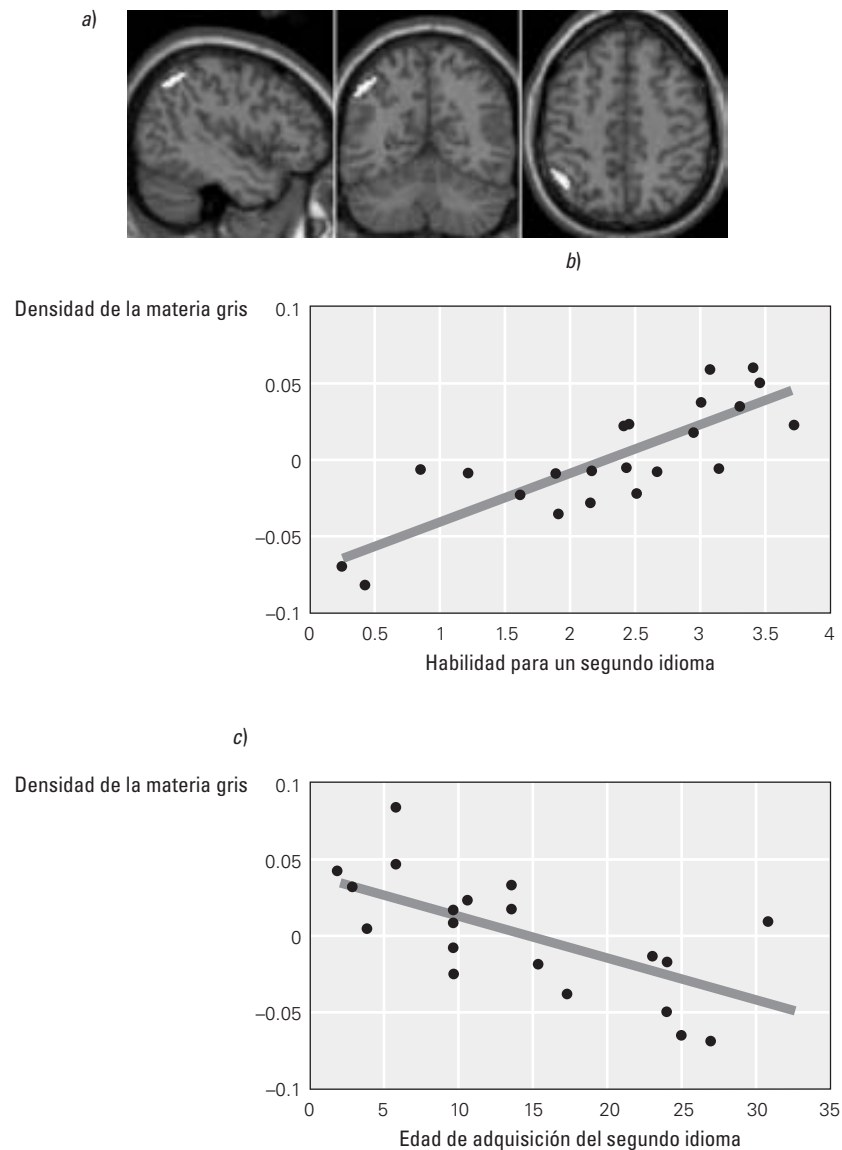 a)
b)
Densidad de la materia gris
0.1
0.05
0
–0.05
–0.1
0 0.5 1 1.5 2 2.5 3 3.5 4
Habilidad para un segundo idioma
c)
Densidad de la materia gris
0.1
0.05
0
–0.05
–0.1
0 5 10 15 20 25 30 35
Edad de adquisición del segundo idioma